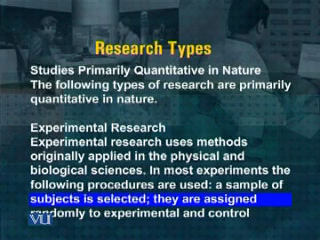 Research Types
Studies Primarily Quantitative in Nature
The following types of research are primarily
quantitative in nature.
Experimental Research
Experimental research uses methods
originally applied in the physical and
biological sciences. In most experiments the
following procedures are used: a sample of
subjects is selected; they are assigned
randomly to experimental and control
VU